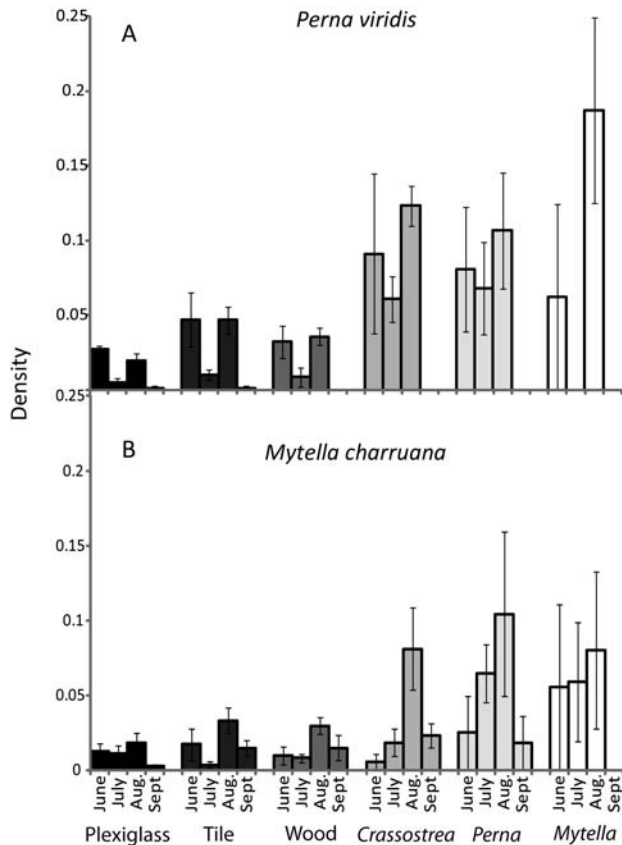 0.25
A
Perna viridis
0.2
0.15
0.1
0.05
Density
0.25
B
Mytella charruana
0.2
0.15
0.1
0.05
0
June July Aug. Sept June July Aug. Sept June July Aug. Sept June July Aug. Sept June July Aug. Sept June July Aug. Sept
Plexiglass Tile Wood Crassostrea Perna Mytella